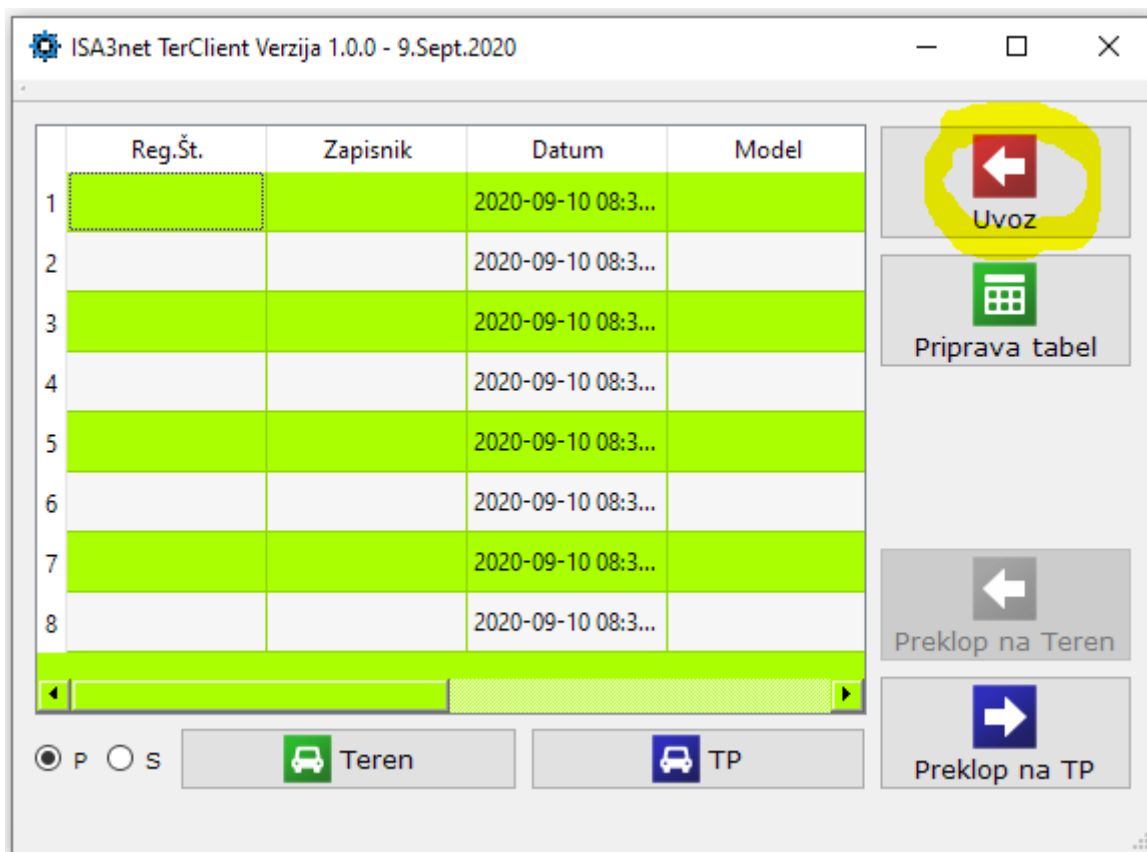 ISA3net TerClient Verzija 1.0.0 - 9.Sept.2020
Reg.Št. Zapisnik Datum Model
1 2020-09-10 08:3...
2 2020-09-10 08:3...
3 2020-09-10 08:3...
4 2020-09-10 08:3...
5 2020-09-10 08:3...
6 2020-09-10 08:3...
7 2020-09-10 08:3...
8 2020-09-10 08:3...
P S Teren TP
Uvoz
Priprava tabel
Preklop na Teren
Preklop na TP